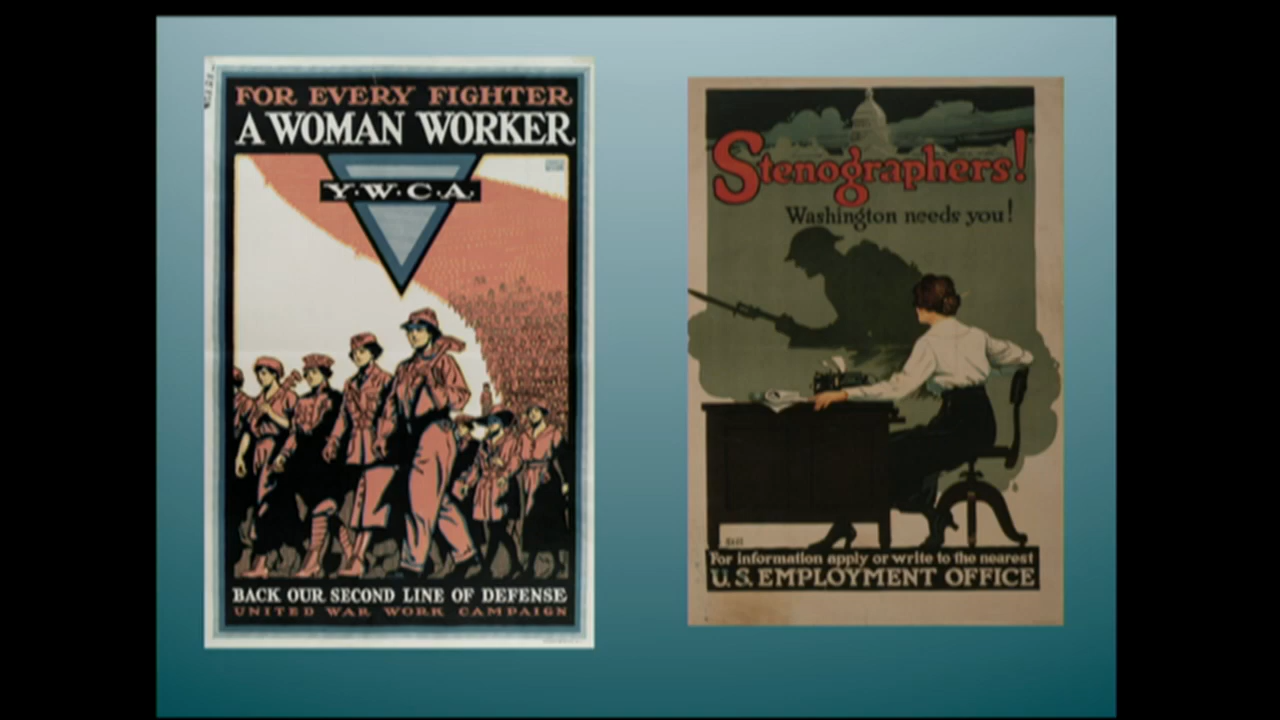 FOR EVERY FIGHTER
A WOMAN WORKER
Y·W·C·A·
BACK OUR SECOND LINE OF DEFENSE
UNITED WAR WORK CAMPAIGN
Stenographers!
Washington needs you!
For information apply or write to the nearest
U.S. EMPLOYMENT OFFICE